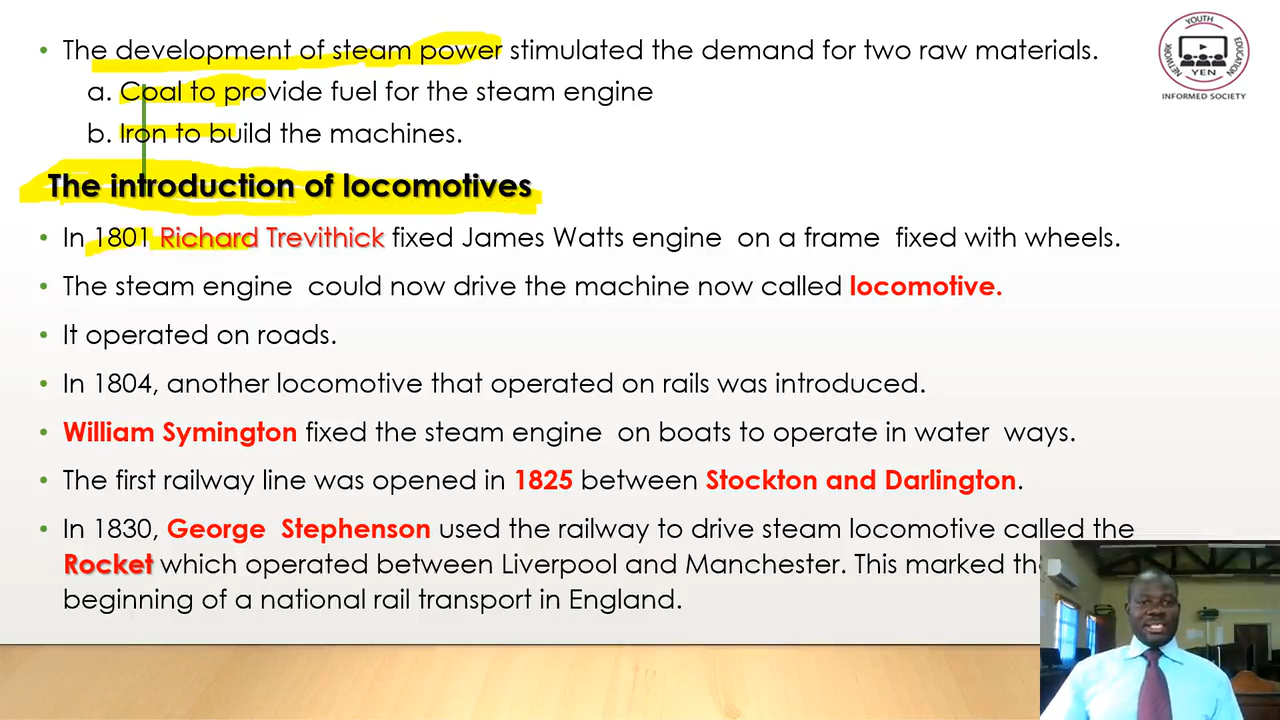 • The development of steam power stimulated the demand for two raw materials.
a. Coal to provide fuel for the steam engine
b. Iron to build the machines.
The introduction of locomotives
• In 1801 Richard Trevithick fixed James Watts engine on a frame fixed with wheels.
• The steam engine could now drive the machine now called locomotive.
• It operated on roads.
• In 1804, another locomotive that operated on rails was introduced.
• William Symington fixed the steam engine on boats to operate in water ways.
• The first railway line was opened in 1825 between Stockton and Darlington.
• In 1830, George Stephenson used the railway to drive steam locomotive called the
Rocket which operated between Liverpool and Manchester. This marked
beginning of a national rail transport in England.
YOUTH
EDUCATION
NETWORK
YEN
INFORMED SOCIETY